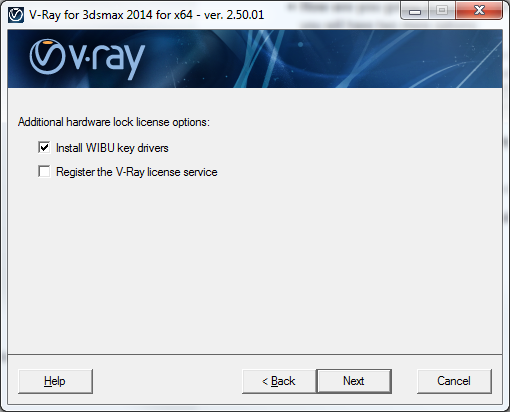 V-Ray for 3dsmax 2014 for x64 - ver. 2.50.01
v·ray
Additional hardware lock license options:
Install WIBU key drivers
Register the V-Ray license service
Help
< Back
Next
Cancel